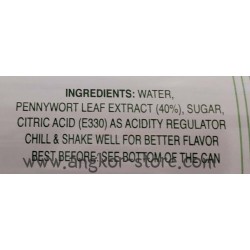 INGREDIENTS: WATER,
PENNYWORT LEAF EXTRACT (40%), SUGAR,
CITRIC ACID (E330) AS ACIDITY REGULATOR
CHILL & SHAKE WELL FOR BETTER FLAVOR
BEST BEFORE: SEE BOTTOM OF THE CAN
www.angkor-store.com